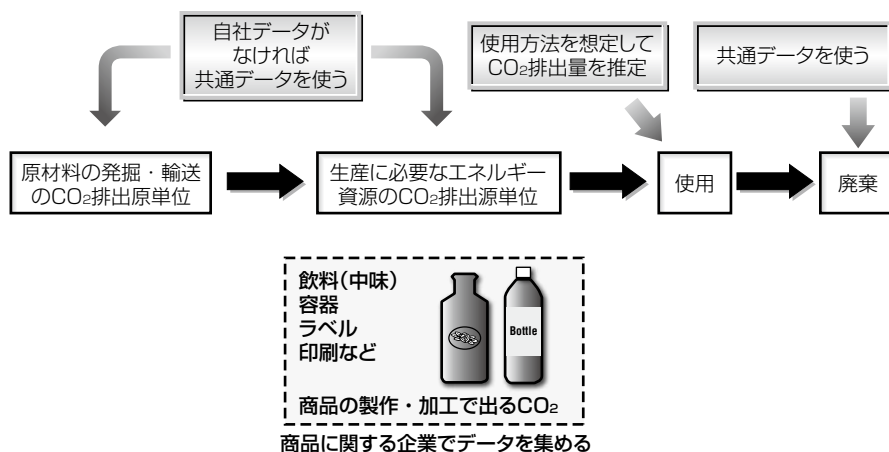 自社データが
なければ
共通データを使う
使用方法を想定して
CO₂排出量を推定
共通データを使う
原材料の発掘・輸送
のCO₂排出原単位
生産に必要なエネルギー
資源のCO₂排出源単位
使用
廃棄
飲料(中味)
容器
ラベル
印刷など
Bottle
商品の製作・加工で出るCO₂
商品に関する企業でデータを集める